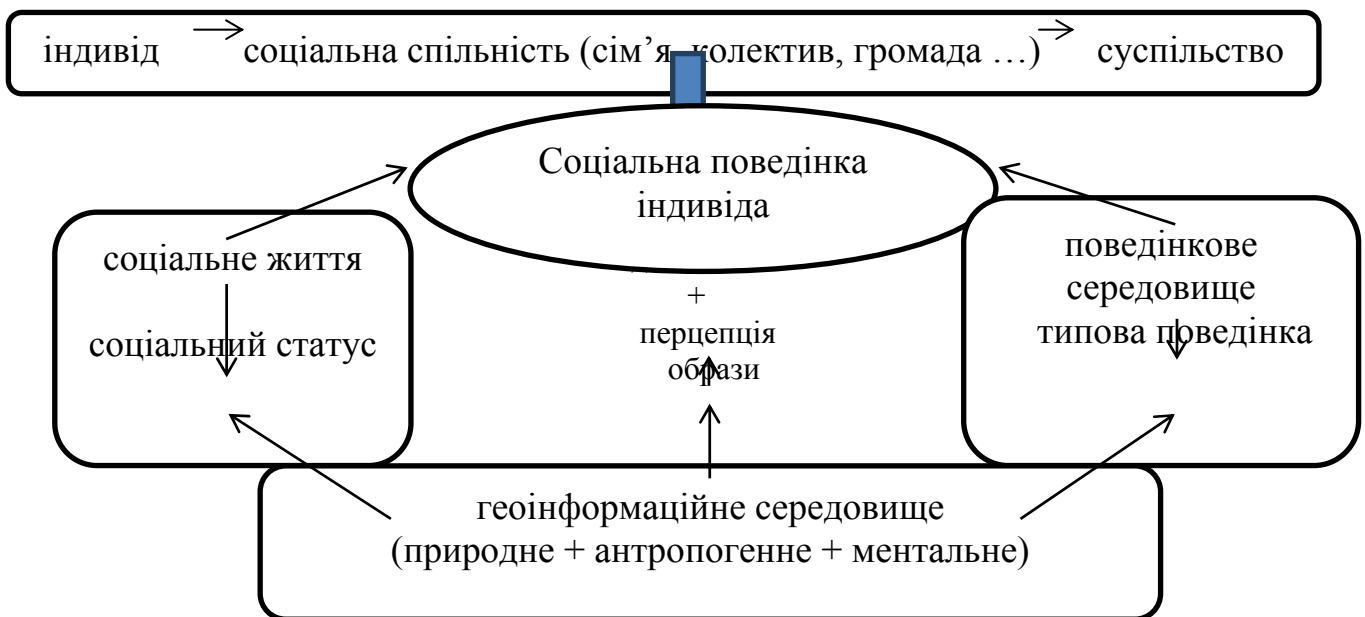 індивід → соціальна спільність (сім’я, колектив, громада …) → суспільство
Соціальна поведінка
індивіда
соціальне життя
соціальний статус
+
перцепція
образи
поведінкове
середовище
типова поведінка
геоінформаційне середовище
(природне + антропогенне + ментальне)